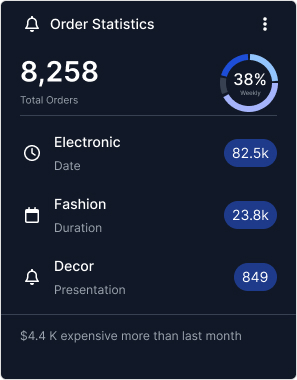 Order Statistics
8,258
Total Orders
38%
Weekly
Electronic
Date
82.5k
Fashion
Duration
23.8k
Decor
Presentation
849
$4.4 K expensive more than last month